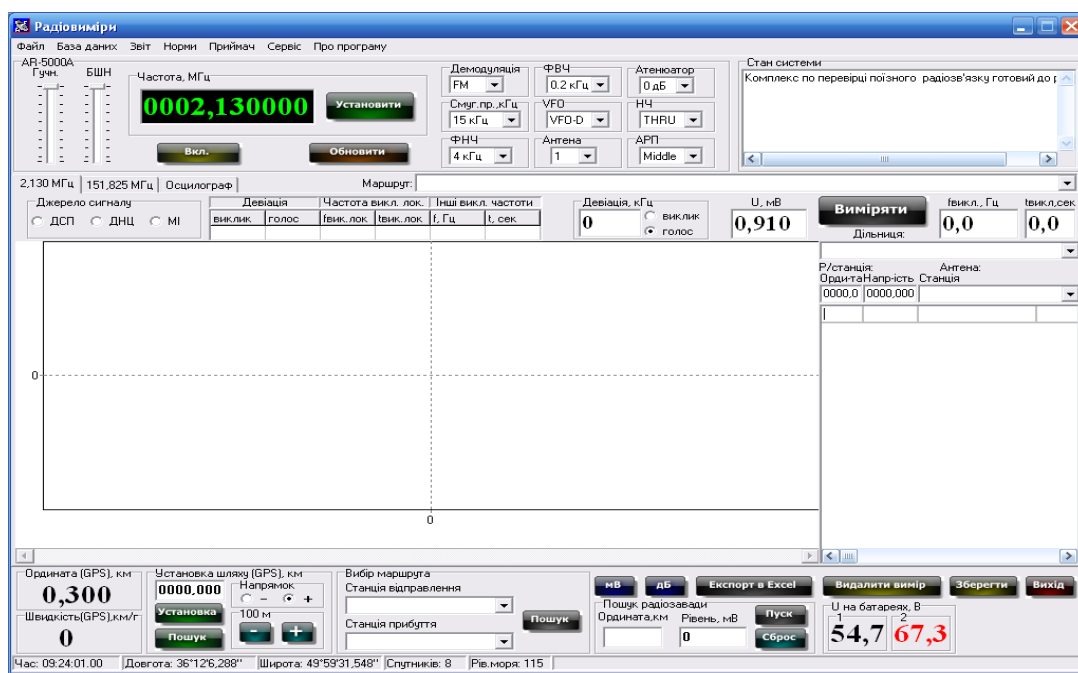 Радіовиміри
Файл База даних Звіт Норми Приймач Сервіс Про програму
AR-5000A
Гучн. БШН
Частота, МГц
0002,130000
Установити
Вкл.
Обновити
Демодуляція
FM
ФВЧ
0.2 кГц
Атенюатор
0 дБ
Смуг.пр.,кГц
15 кГц
VFO
VFO-D
НЧ
THRU
ФНЧ
4 кГц
Антена
1
АРП
Middle
Стан системи
Комплекс по перевірці поїзного радіозв'язку готовий до р
2,130 МГц 151,825 МГц Осцилограф
Маршрут:
Джерело сигналу
ДСП ДНЦ МІ
Девіація Частота викл. лок. Інші викл. частоти
виклик голос fвик.лок tвик.лок f, Гц t, сек
Девіація, кГц
0
виклик
голос
U, мВ
0,910
Виміряти
Дільниця:
fвикл., Гц
0,0
tвикл,сек
0,0
Р/станція: Антена:
Орди-та Напр-ість Станція
0000,0 0000,000
0
0
Ордината (GPS), км
0,300
Швидкість(GPS),км/г
0
Установка шляху (GPS), км
0000,000
Напрямок
– +
Установка
100 м
- +
Пошук
Вибір маршрута
Станція відправлення
Станція прибуття
Пошук
мВ дБ Експорт в Excel Видалити вимір Зберегти Вихід
Пошук радіозавади
Ордината,км Рівень, мВ
0
Пуск
Сброс
U на батареях, В
1 2
54,7 67,3
Час: 09:24:01.00 Довгота: 36°12'6,288'' Широта: 49°59'31,548'' Спутників: 8 Рів.моря: 115